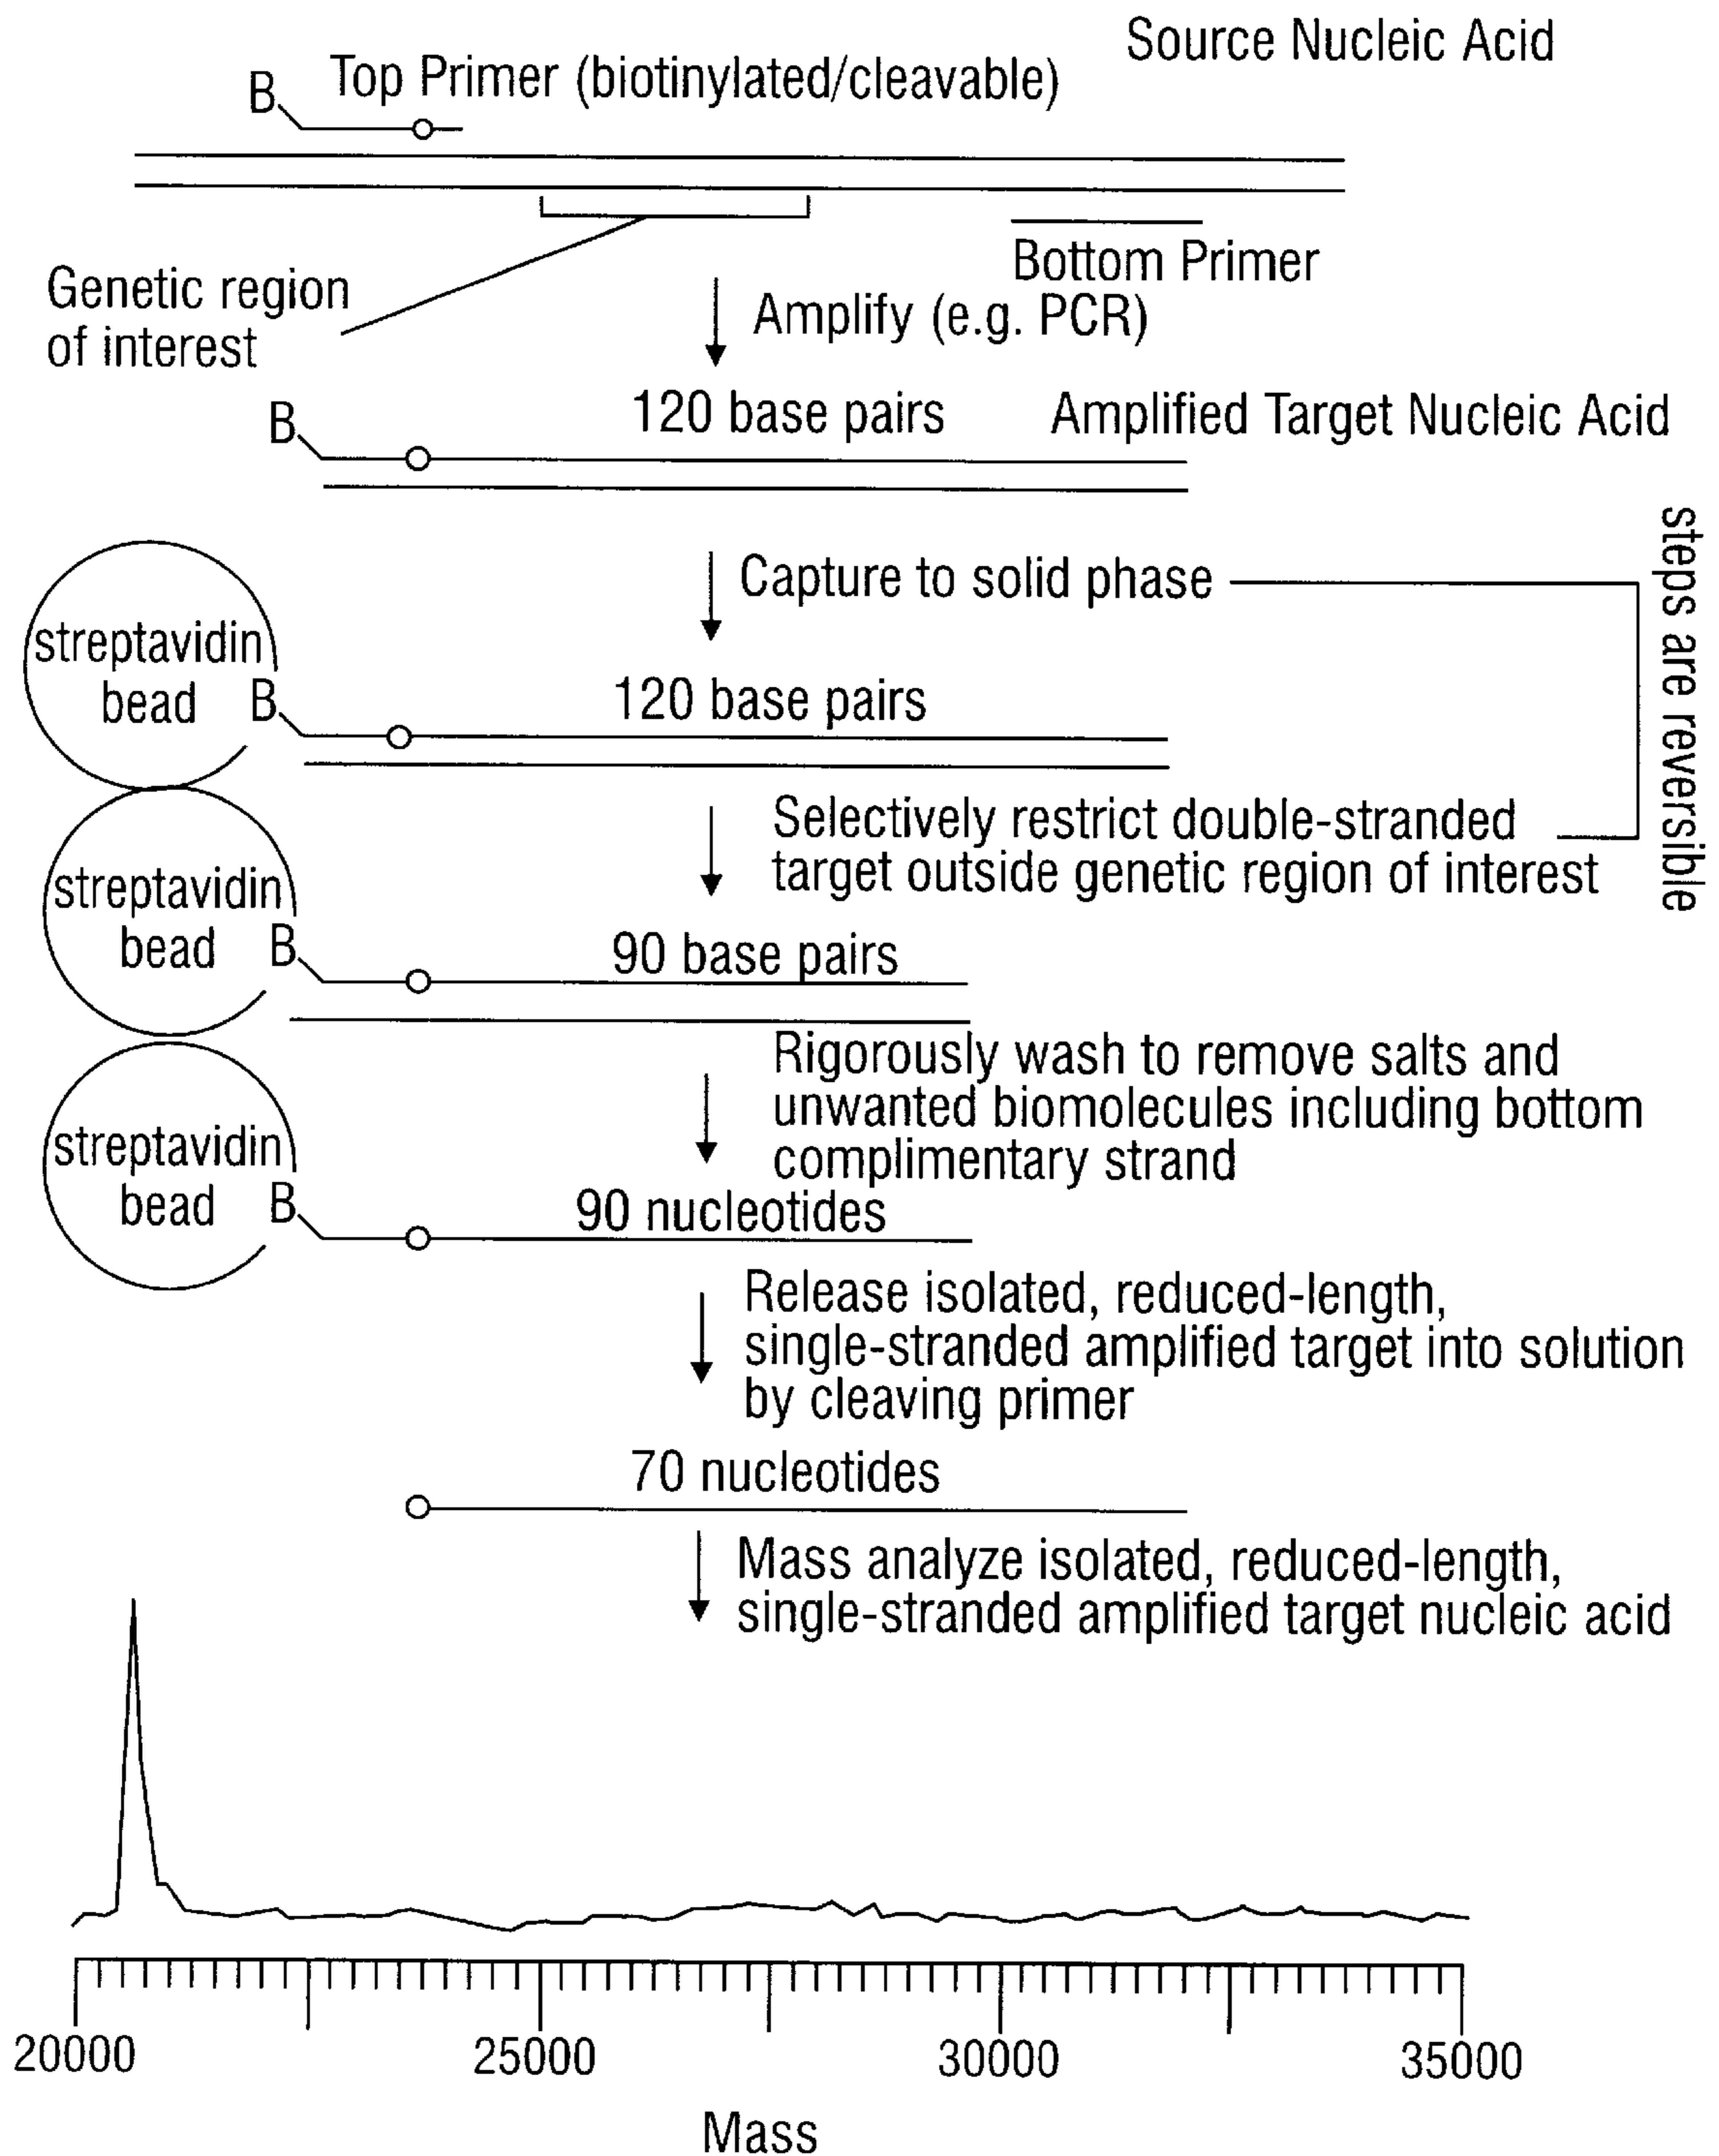 Source Nucleic Acid
B Top Primer (biotinylated/cleavable)
Bottom Primer
Genetic region
of interest
Amplify (e.g. PCR)
B 120 base pairs Amplified Target Nucleic Acid
Capture to solid phase
steps are reversible
streptavidin
bead B 120 base pairs
Selectively restrict double-stranded
target outside genetic region of interest
streptavidin
bead B 90 base pairs
Rigorously wash to remove salts and
unwanted biomolecules including bottom
complimentary strand
streptavidin
bead B 90 nucleotides
Release isolated, reduced-length,
single-stranded amplified target into solution
by cleaving primer
70 nucleotides
Mass analyze isolated, reduced-length,
single-stranded amplified target nucleic acid
20000 25000 30000 35000
Mass